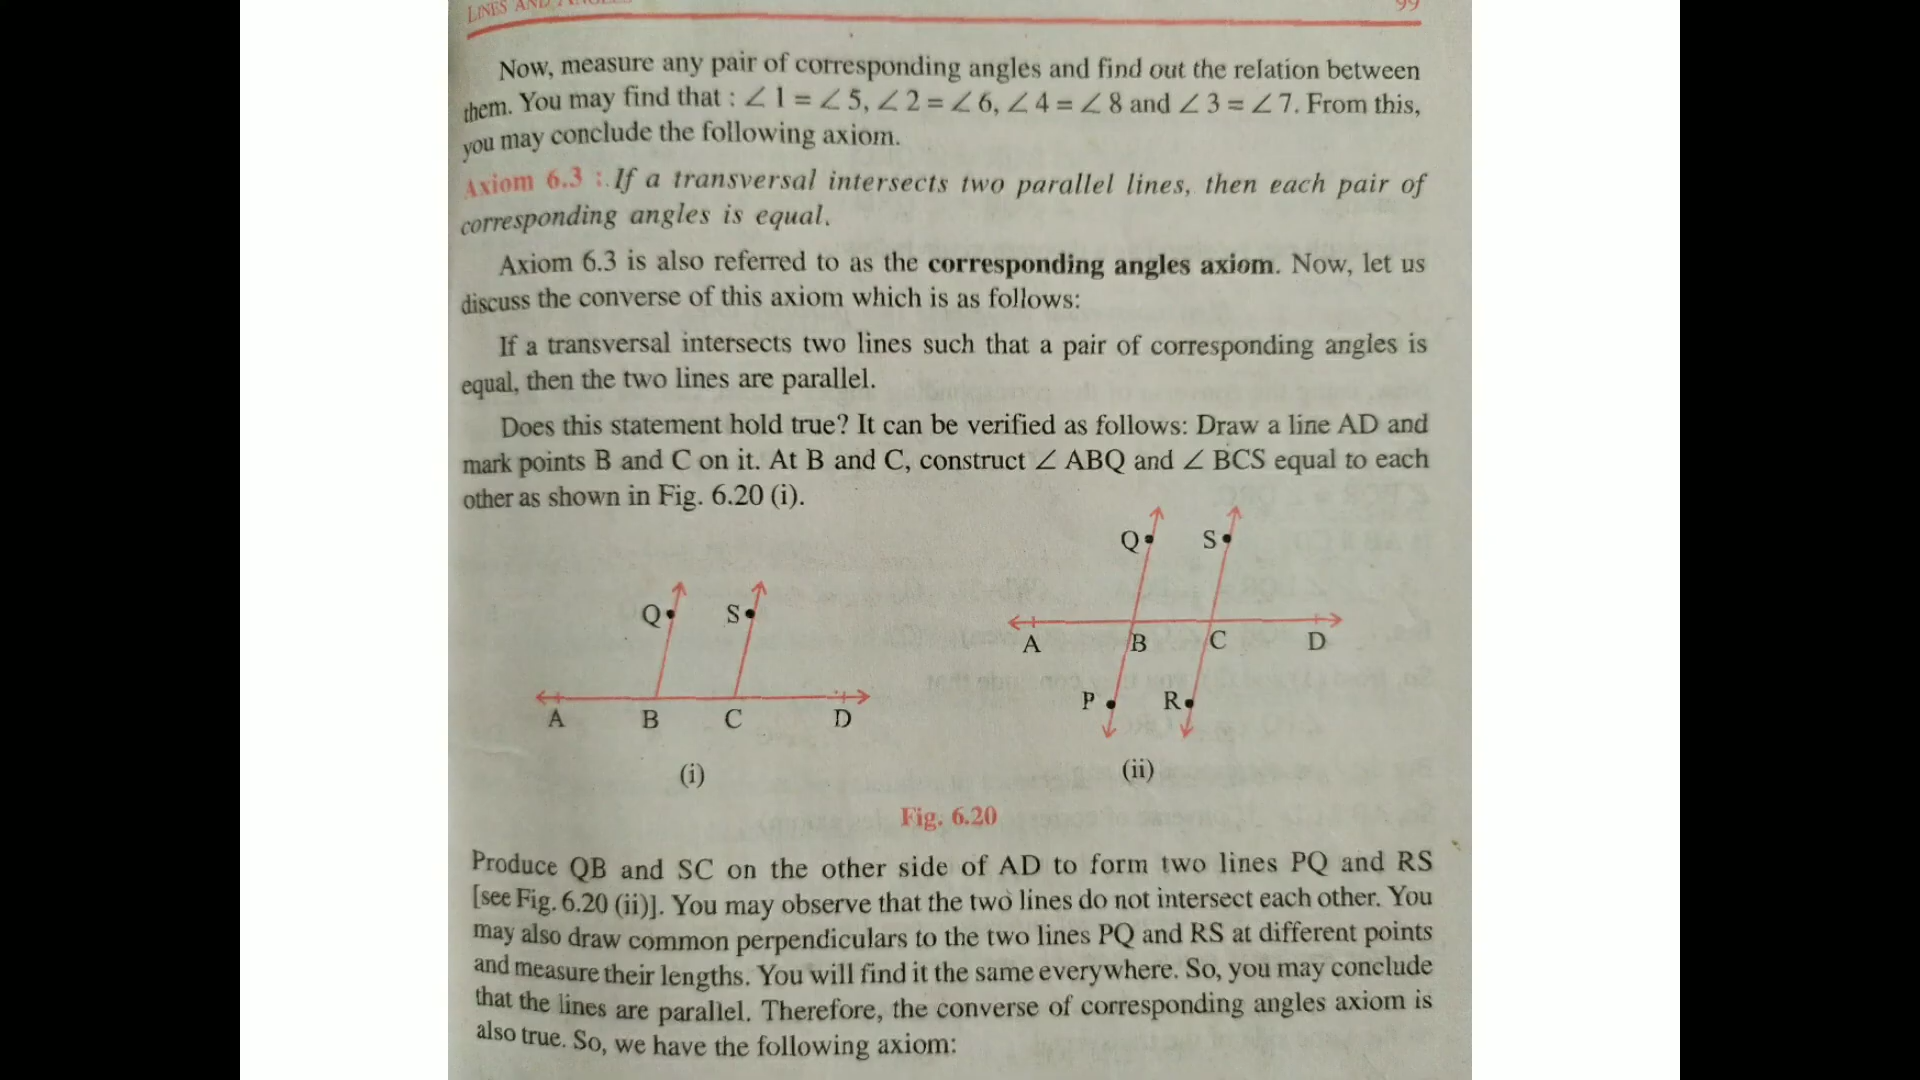 LINES AND ANGLES 99
Now, measure any pair of corresponding angles and find out the relation between
them. You may find that : ∠ 1 = ∠ 5, ∠ 2 = ∠ 6, ∠ 4 = ∠ 8 and ∠ 3 = ∠ 7. From this,
you may conclude the following axiom.
Axiom 6.3 : If a transversal intersects two parallel lines, then each pair of
corresponding angles is equal.
Axiom 6.3 is also referred to as the corresponding angles axiom. Now, let us
discuss the converse of this axiom which is as follows:
If a transversal intersects two lines such that a pair of corresponding angles is
equal, then the two lines are parallel.
Does this statement hold true? It can be verified as follows: Draw a line AD and
mark points B and C on it. At B and C, construct ∠ ABQ and ∠ BCS equal to each
other as shown in Fig. 6.20 (i).
Q S
A B C D
(i)
Q S
A B C D
P R
(ii)
Fig. 6.20
Produce QB and SC on the other side of AD to form two lines PQ and RS
[see Fig. 6.20 (ii)]. You may observe that the two lines do not intersect each other. You
may also draw common perpendiculars to the two lines PQ and RS at different points
and measure their lengths. You will find it the same everywhere. So, you may conclude
that the lines are parallel. Therefore, the converse of corresponding angles axiom is
also true. So, we have the following axiom: